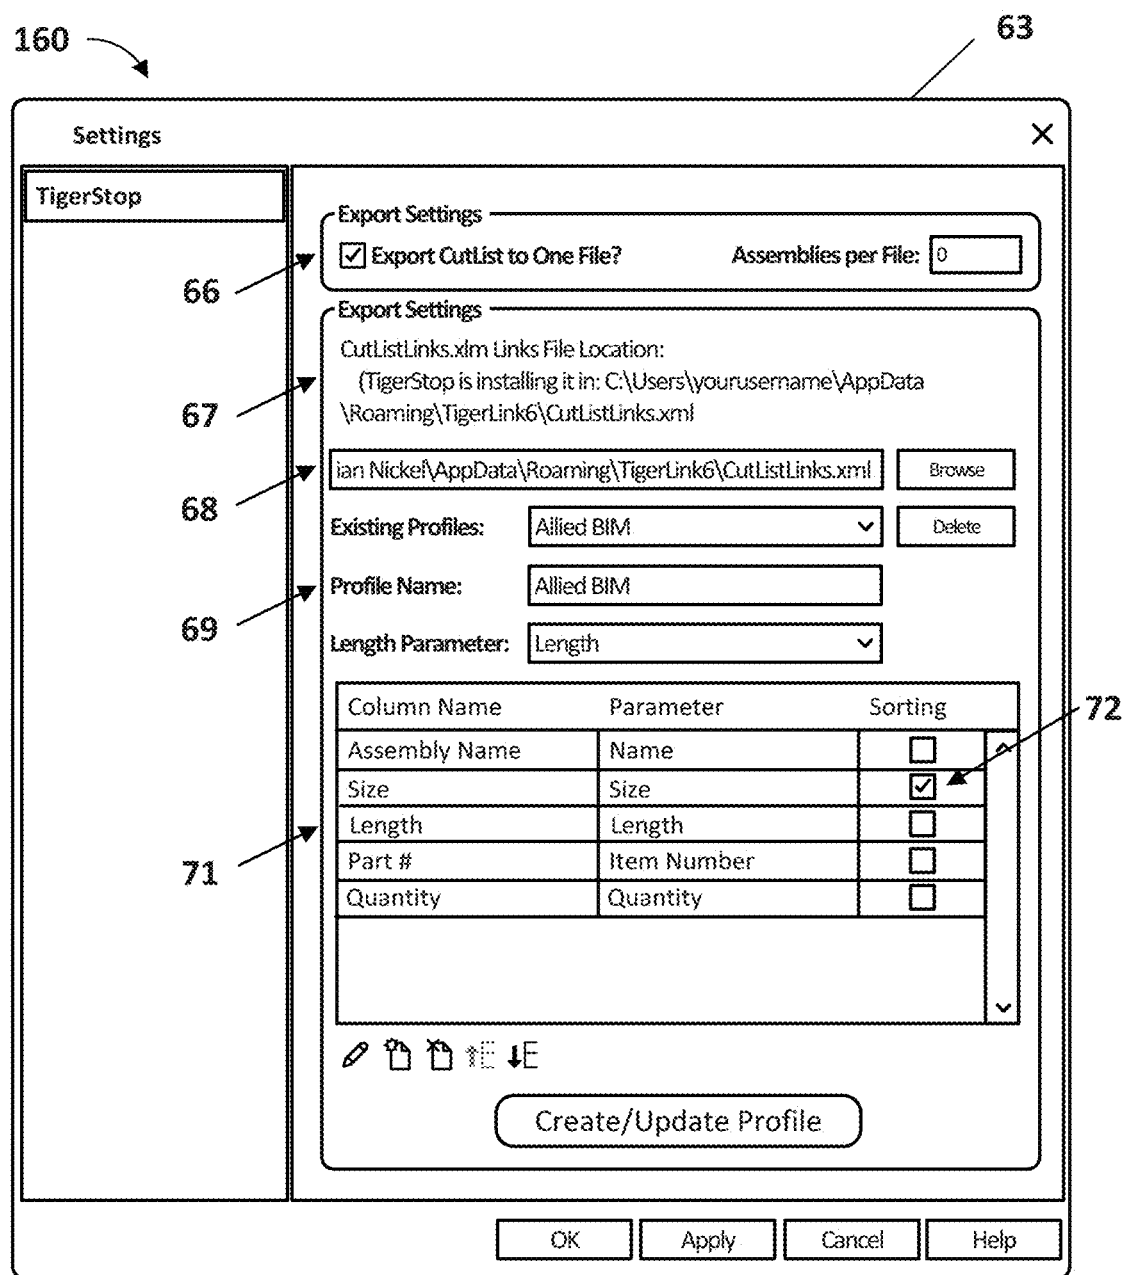 160
63
Settings
TigerStop
Export Settings
Export CutList to One File? Assemblies per File: 0
66
Export Settings
CutListLinks.xlm Links File Location:
(TigerStop is installing it in: C:\Users\yourusername\AppData
\Roaming\TigerLink6\CutListLinks.xml
67
ian Nickel\AppData\Roaming\TigerLink6\CutListLinks.xml Browse
68
Existing Profiles: Allied BIM Delete
Profile Name: Allied BIM
69
Length Parameter: Length
Column Name Parameter Sorting
72
Assembly Name Name
Size Size
Length Length
71
Part # Item Number
Quantity Quantity
Create/Update Profile
OK Apply Cancel Help